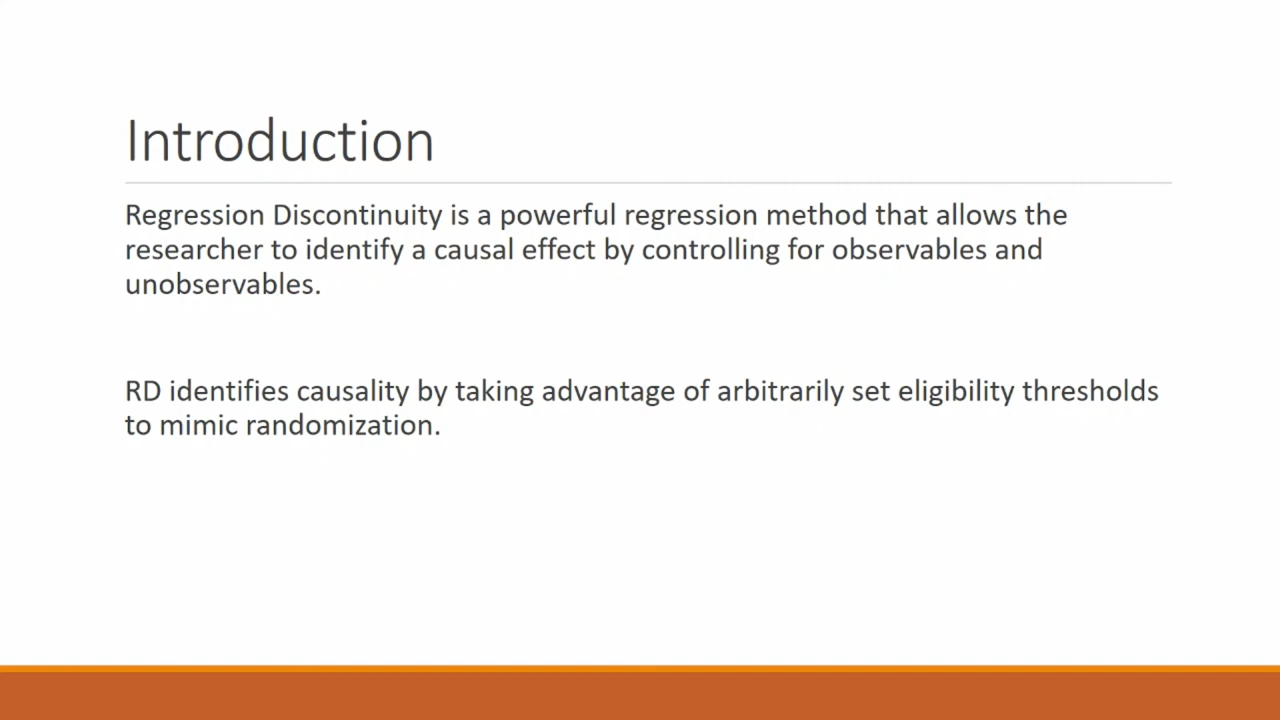 Introduction
Regression Discontinuity is a powerful regression method that allows the
researcher to identify a causal effect by controlling for observables and
unobservables.
RD identifies causality by taking advantage of arbitrarily set eligibility thresholds
to mimic randomization.